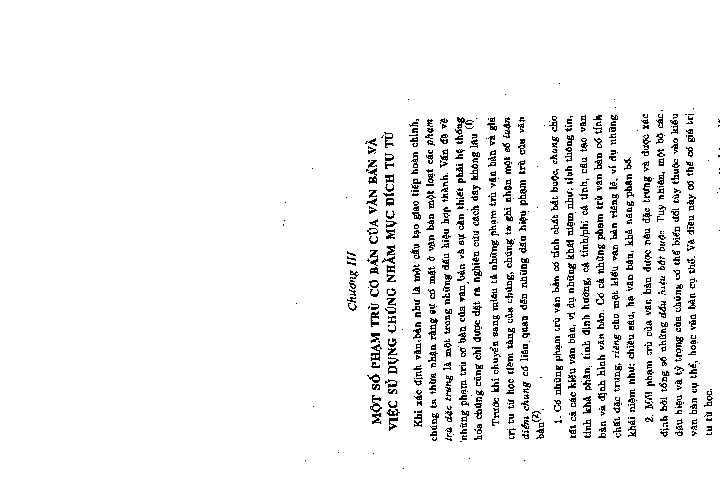 Chương III
MỘT SỐ PHẠM TRÙ CƠ BẢN CỦA VĂN BẢN VÀ
VIỆC SỬ DỤNG CHÚNG NHẰM MỤC ĐÍCH TU TỪ
Khi xác định văn bản như là một cấu tạo giao tiếp hoàn chỉnh,
chúng ta thừa nhận rằng sự có mặt ở văn bản một loạt các phạm
trù đặc trưng là một trong những dấu hiệu hợp thành. Vấn đề về
những phạm trù cơ bản của văn bản và sự cần thiết phải hệ thống
hóa chúng cũng chỉ được đặt ra nghiên cứu cách đây không lâu (1)
Trước khi chuyển sang miêu tả những phạm trù văn bản và giá
trị tu từ học tiềm tàng của chúng, chúng ta ghi nhận một số luận
điểm chung có liên quan đến những dấu hiệu phạm trù của văn
bản(2)
1. Có những phạm trù văn bản có tính chất bắt buộc, chung cho
tất cả các kiểu văn bản, ví dụ những khái niệm như: tính thông tin,
tính khả phân, tính định hướng, cá tính/phi cá tính, cấu tạo văn
bản và định hình văn bản. Có cả những phạm trù văn bản có tính
chất đặc trưng, riêng cho một kiểu văn bản riêng lẻ, ví dụ những
khái niệm như: chiều sâu, hạ văn bản, khả năng phân bố.
2. Mỗi phạm trù của văn bản được nêu đặc trưng và được xác
định bởi tổng số những dấu hiệu bắt buộc Tuy nhiên, một bộ các
dấu hiệu và tỷ trọng của chúng có thể biến đổi tùy thuộc vào kiểu
văn bản cụ thể, hoặc văn bản cụ thể. Và điều này có thể có giá trị
tu từ học.